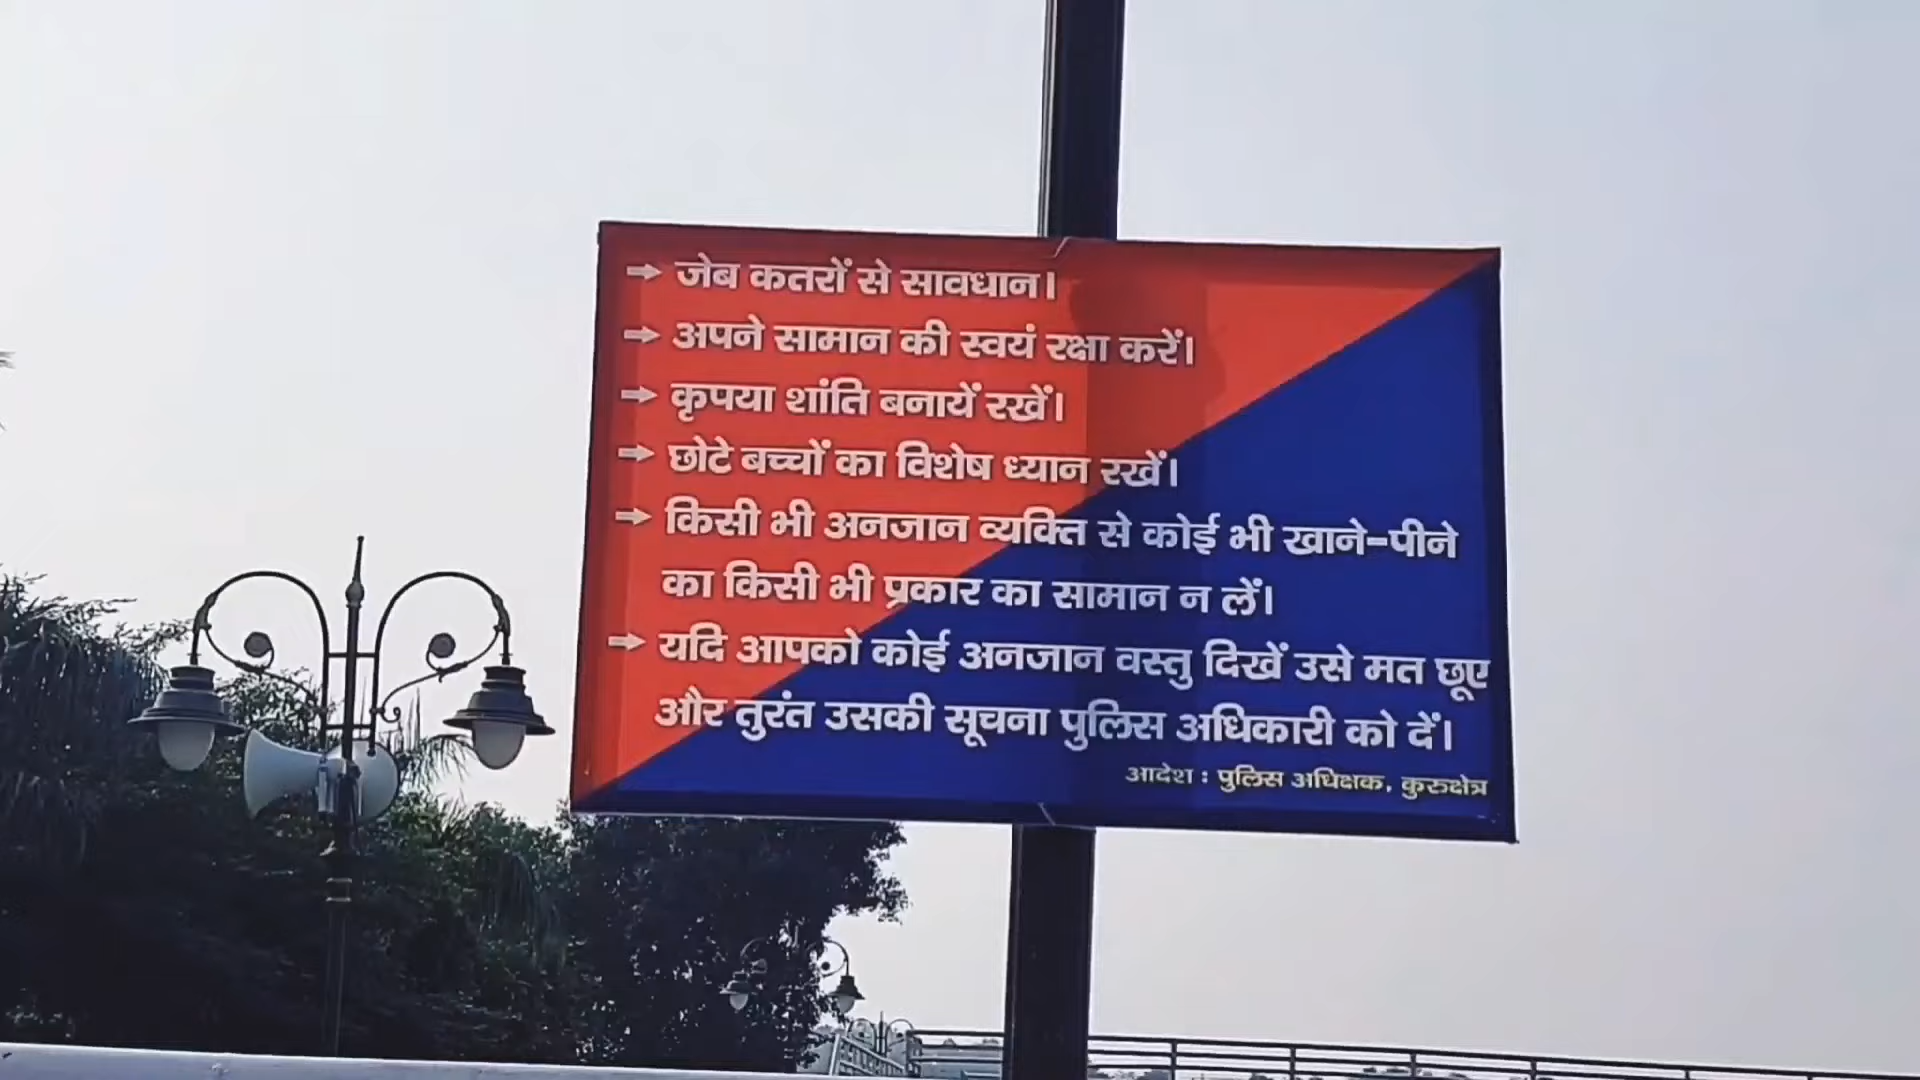 ➡ जेब कतरों से सावधान।
➡ अपने सामान की स्वयं रक्षा करें।
➡ कृपया शांति बनायें रखें।
➡ छोटे बच्चों का विशेष ध्यान रखें।
➡ किसी भी अनजान व्यक्ति से कोई भी खाने-पीने
का किसी भी प्रकार का सामान न लें।
➡ यदि आपको कोई अनजान वस्तु दिखें उसे मत छूए
और तुरंत उसकी सूचना पुलिस अधिकारी को दें।
आदेश : पुलिस अधिक्षक, कुरुक्षेत्र